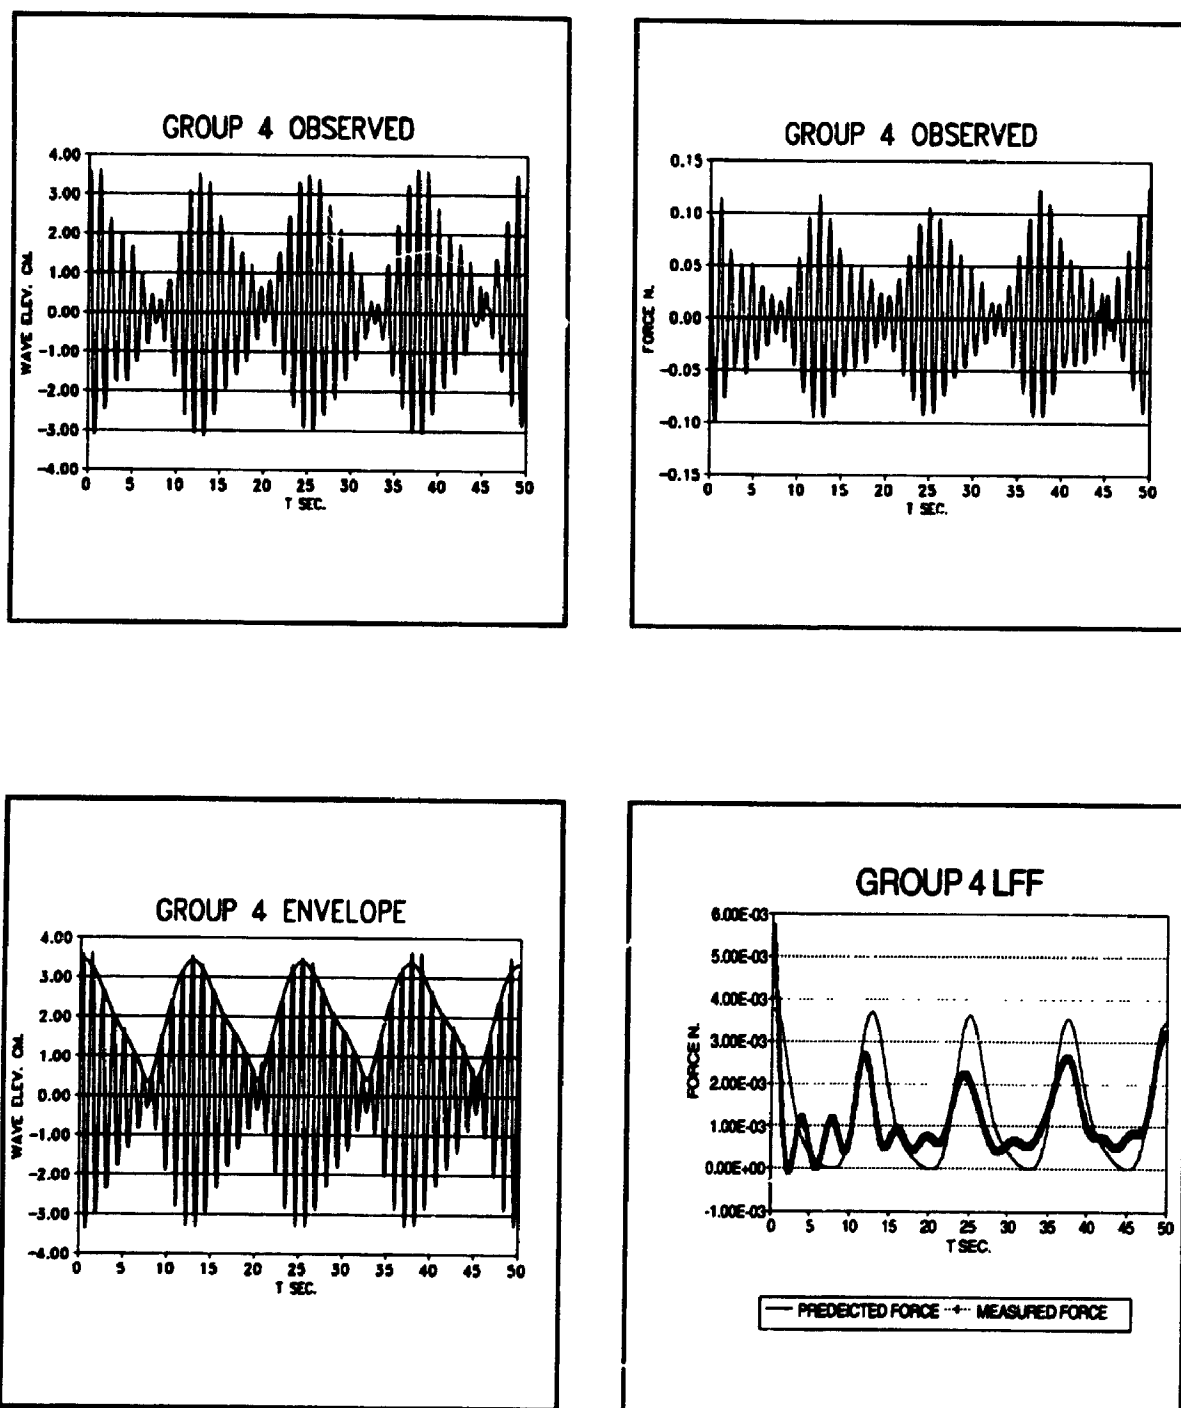 GROUP 4 OBSERVED
4.00
3.00
2.00
1.00
0.00
-1.00
-2.00
-3.00
-4.00
WAVE ELEV. CM.
0 5 10 15 20 25 30 35 40 45 50
T SEC.
GROUP 4 OBSERVED
0.15
0.10
0.05
0.00
-0.05
-0.10
-0.15
FORCE N.
0 5 10 15 20 25 30 35 40 45 50
T SEC.
GROUP 4 ENVELOPE
4.00
3.00
2.00
1.00
0.00
-1.00
-2.00
-3.00
-4.00
WAVE ELEV. CM.
0 5 10 15 20 25 30 35 40 45 50
T SEC.
GROUP 4 LFF
6.00E-03
5.00E-03
4.00E-03
3.00E-03
2.00E-03
1.00E-03
0.00E+00
-1.00E-03
FORCE N.
0 5 10 15 20 25 30 35 40 45 50
T SEC.
PREDEICTED FORCE MEASURED FORCE